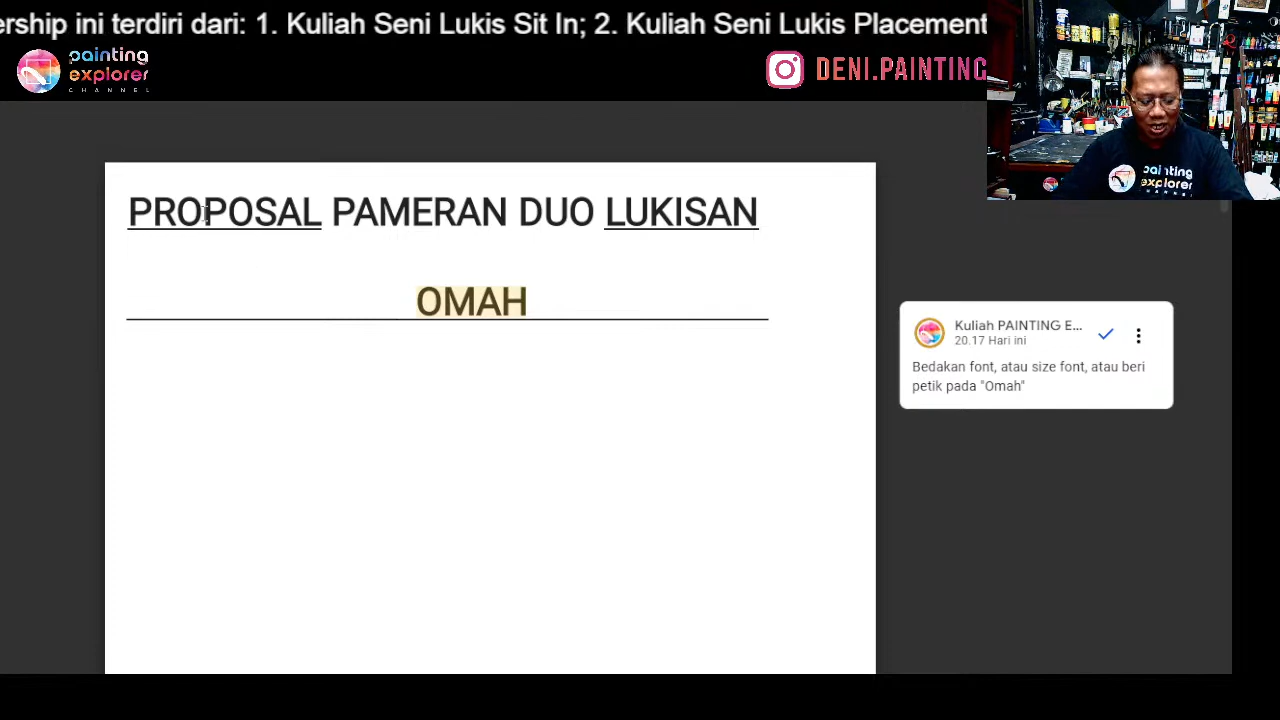 ership ini terdiri dari: 1. Kuliah Seni Lukis Sit In; 2. Kuliah Seni Lukis Placement
painting
explorer
CHANNEL
DENI.PAINTING
painting
explorer
PROPOSAL PAMERAN DUO LUKISAN
OMAH
Kuliah PAINTING E...
20.17 Hari ini
Bedakan font, atau size font, atau beri
petik pada "Omah"